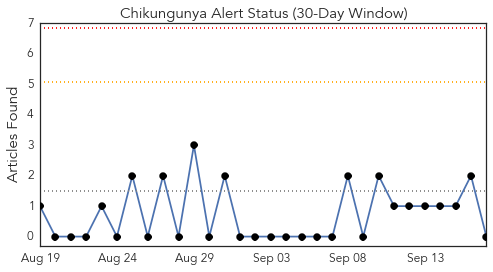 Chikungunya Alert Status (30-Day Window)
Articles Found
7
6
5
4
3
2
1
0
Aug 19 Aug 24 Aug 29 Sep 03 Sep 08 Sep 13